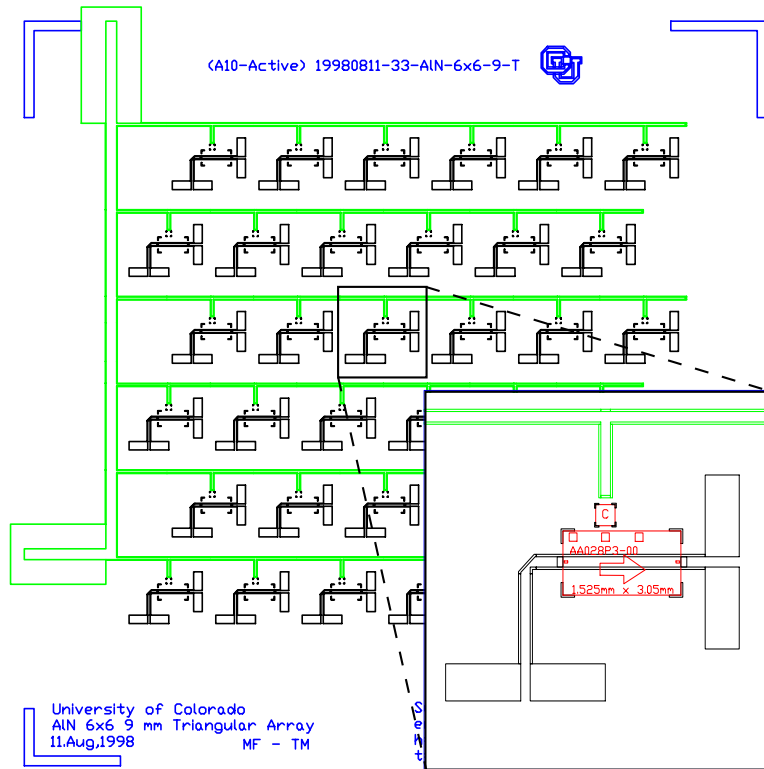 (A10-Active) 19980811-33-AlN-6x6-9-T
CU
C
AA028P3-00
1.525mm x 3.05mm
University of Colorado
AlN 6x6 9 mm Triangular Array
11.Aug,1998 MF - TM
S
e
h
t